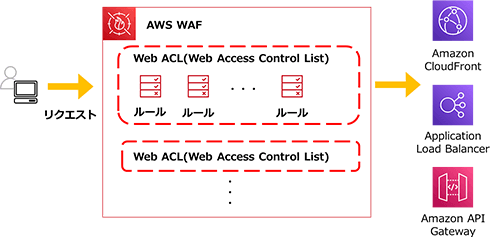 AWS WAF
Web ACL(Web Access Control List)
ルール
ルール
・・・
ルール
リクエスト
Web ACL(Web Access Control List)
Amazon
CloudFront
Application
Load Balancer
Amazon API
Gateway